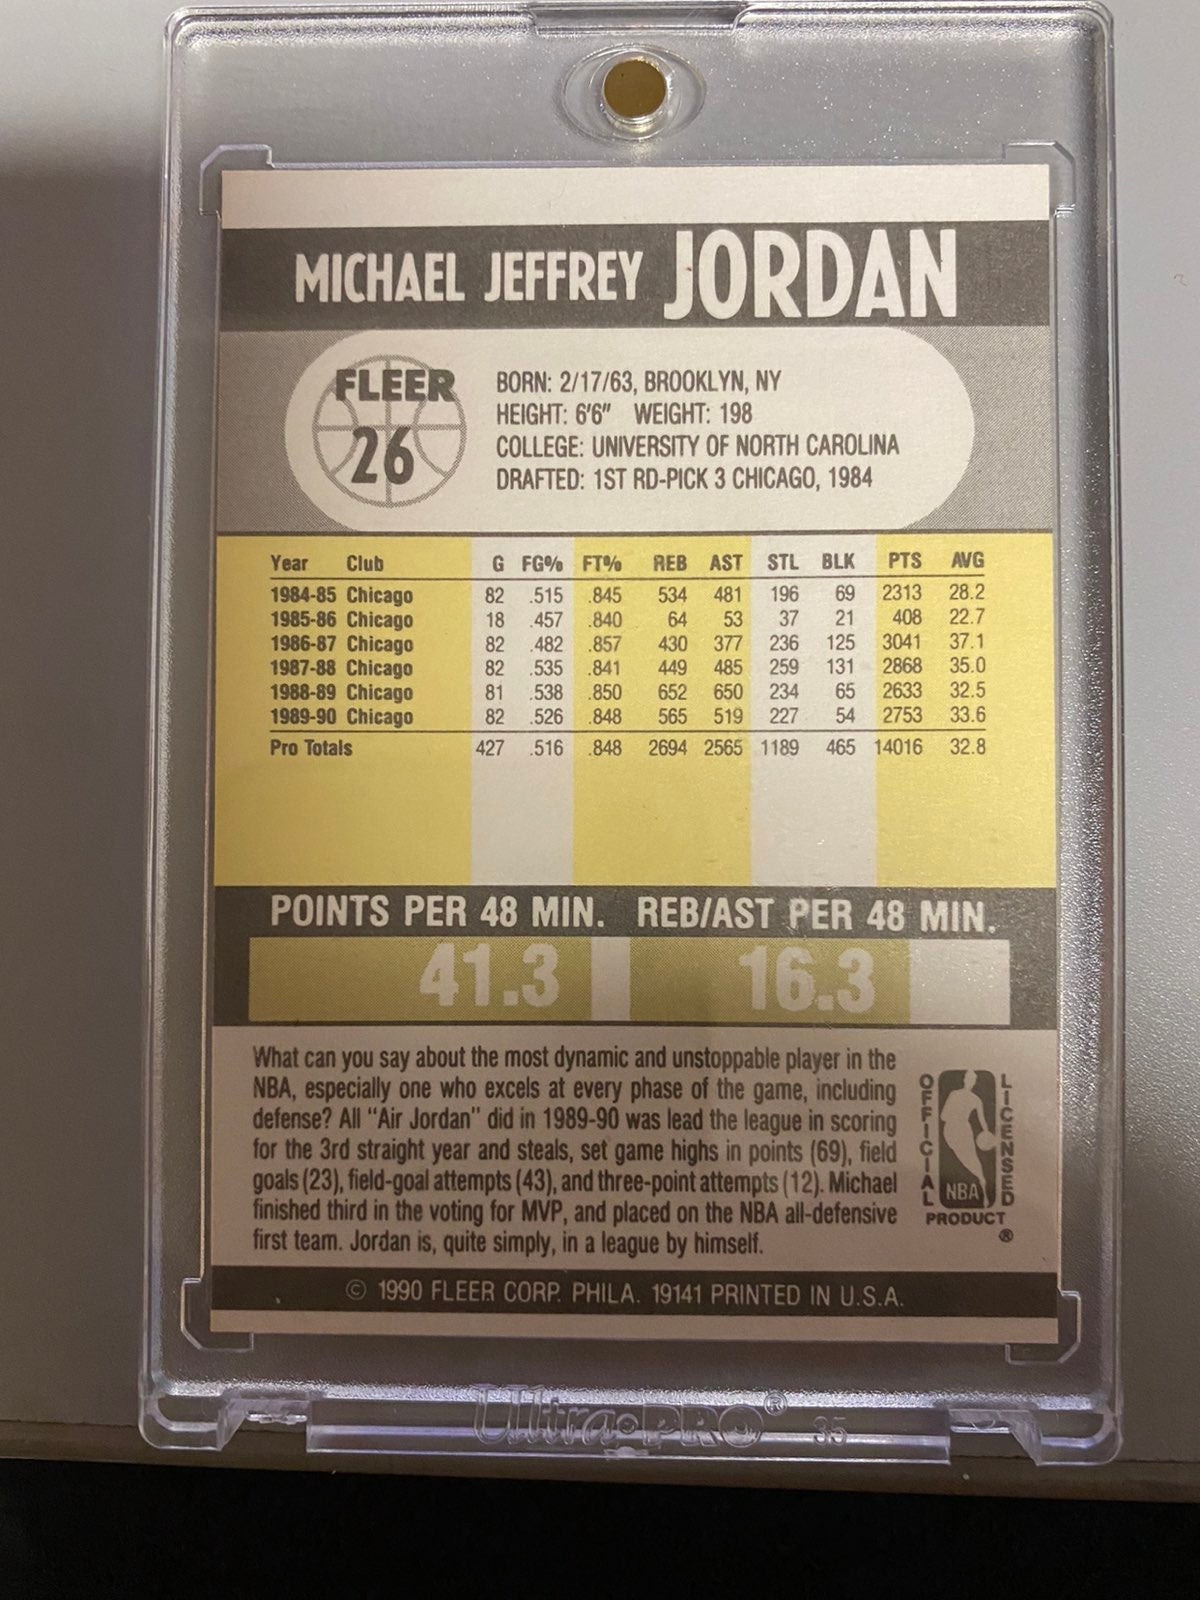 MICHAEL JEFFREY JORDAN
FLEER
26
BORN: 2/17/63, BROOKLYN, NY
HEIGHT: 6'6" WEIGHT: 198
COLLEGE: UNIVERSITY OF NORTH CAROLINA
DRAFTED: 1ST RD-PICK 3 CHICAGO, 1984
Year Club G FG% FT% REB AST STL BLK PTS AVG
1984-85 Chicago 82 .515 .845 534 481 196 69 2313 28.2
1985-86 Chicago 18 .457 .840 64 53 37 21 408 22.7
1986-87 Chicago 82 .482 .857 430 377 236 125 3041 37.1
1987-88 Chicago 82 .535 .841 449 485 259 131 2868 35.0
1988-89 Chicago 81 .538 .850 652 650 234 65 2633 32.5
1989-90 Chicago 82 .526 .848 565 519 227 54 2753 33.6
Pro Totals 427 .516 .848 2694 2565 1189 465 14016 32.8
POINTS PER 48 MIN. REB/AST PER 48 MIN.
41.3 16.3
What can you say about the most dynamic and unstoppable player in the
NBA, especially one who excels at every phase of the game, including
defense? All "Air Jordan" did in 1989-90 was lead the league in scoring
for the 3rd straight year and steals, set game highs in points (69), field
goals (23), field-goal attempts (43), and three-point attempts (12). Michael
finished third in the voting for MVP, and placed on the NBA all-defensive
first team. Jordan is, quite simply, in a league by himself.
OFFICIAL
LICENSED
NBA
PRODUCT
®
© 1990 FLEER CORP. PHILA. 19141 PRINTED IN U.S.A.
Ultra•PRO® 35